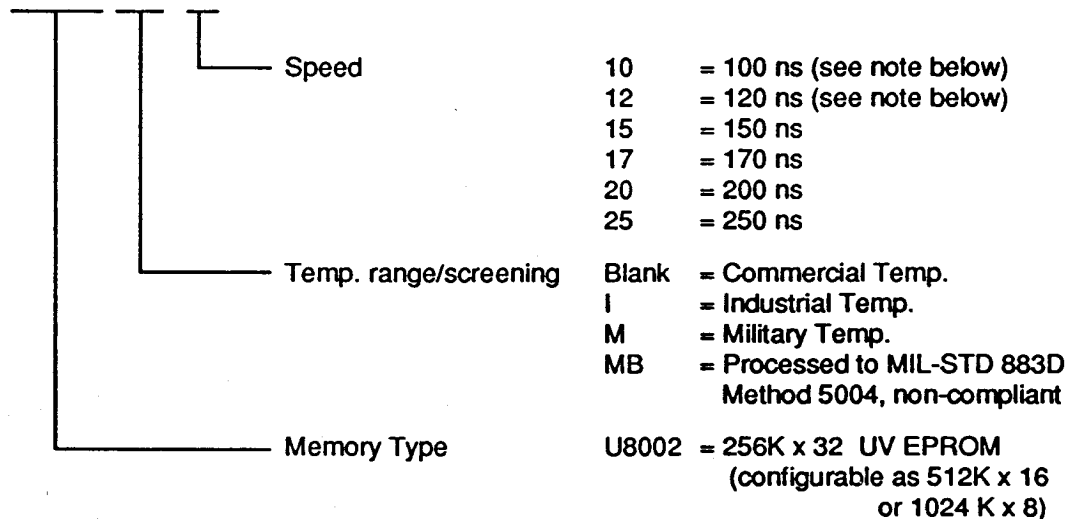 Speed 10 = 100 ns (see note below)
12 = 120 ns (see note below)
15 = 150 ns
17 = 170 ns
20 = 200 ns
25 = 250 ns
Temp. range/screening Blank = Commercial Temp.
I = Industrial Temp.
M = Military Temp.
MB = Processed to MIL-STD 883D
Method 5004, non-compliant
Memory Type U8002 = 256K x 32 UV EPROM
(configurable as 512K x 16
or 1024 K x 8)